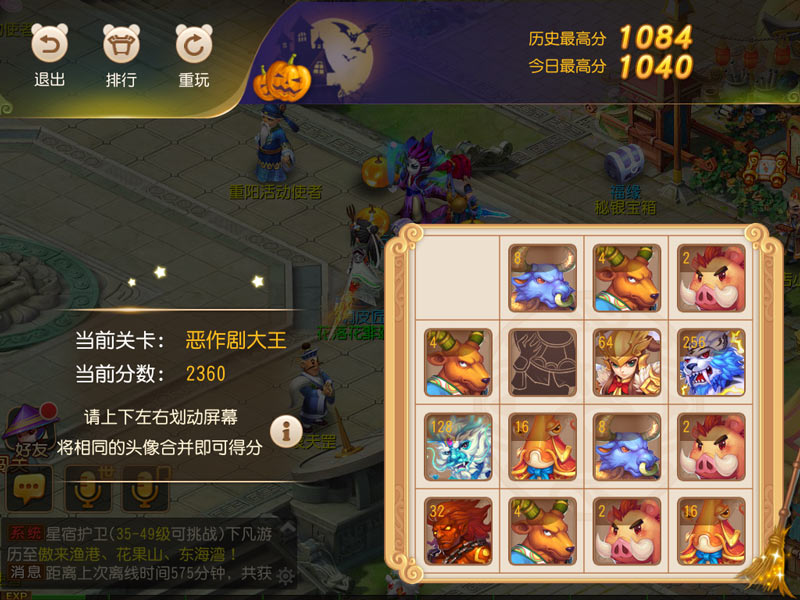 退出
排行
重玩
历史最高分 1084
今日最高分 1040
重阳活动使者
福缘
秘银宝箱
当前关卡： 恶作剧大王
当前分数： 2360
请上下左右划动屏幕
将相同的头像合并即可得分
i
好友
8 4 2
4 64 256
128 16 8 2
32 4 2 16
系统 星宿护卫(35-49级可挑战)下凡游
历至傲来渔港、花果山、东海湾！
消息 距离上次离线时间575分钟，共获
EXP